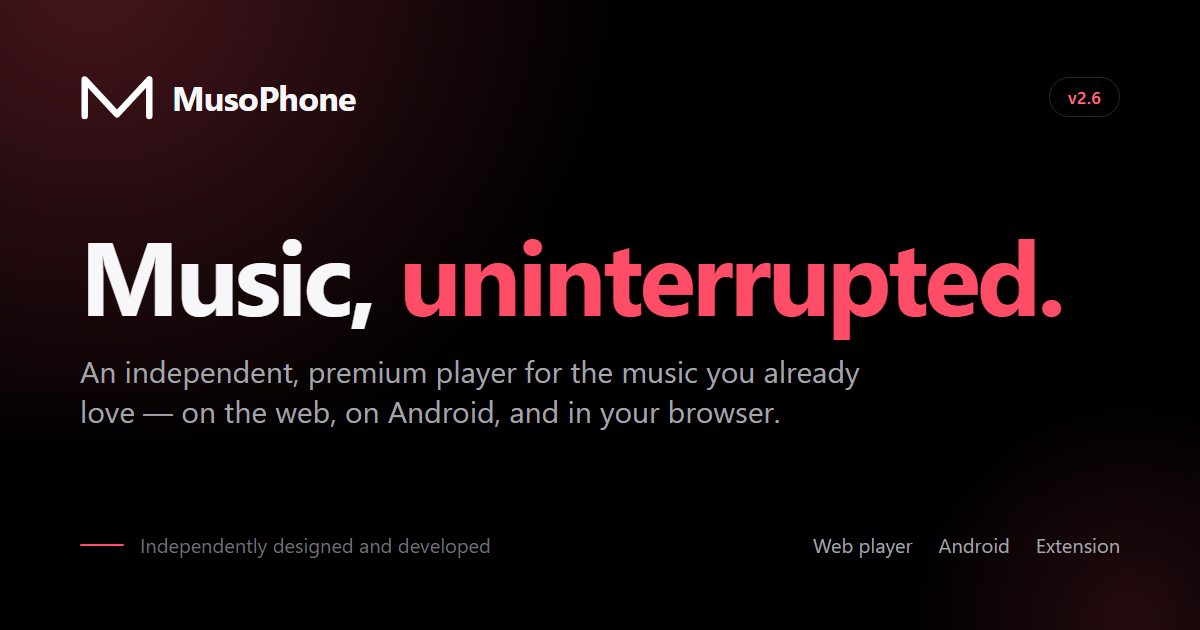 MusoPhone
v2.6
Music, uninterrupted.
An independent, premium player for the music you already
love — on the web, on Android, and in your browser.
Independently designed and developed
Web player Android Extension